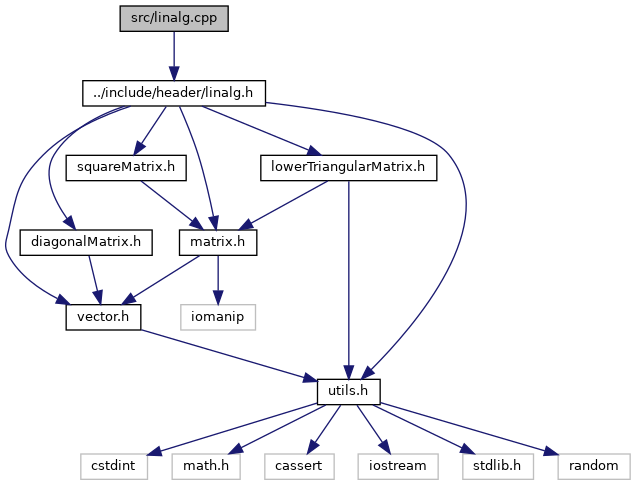 src/linalg.cpp
../include/header/linalg.h
squareMatrix.h
lowerTriangularMatrix.h
diagonalMatrix.h
matrix.h
vector.h
iomanip
utils.h
cstdint
math.h
cassert
iostream
stdlib.h
random